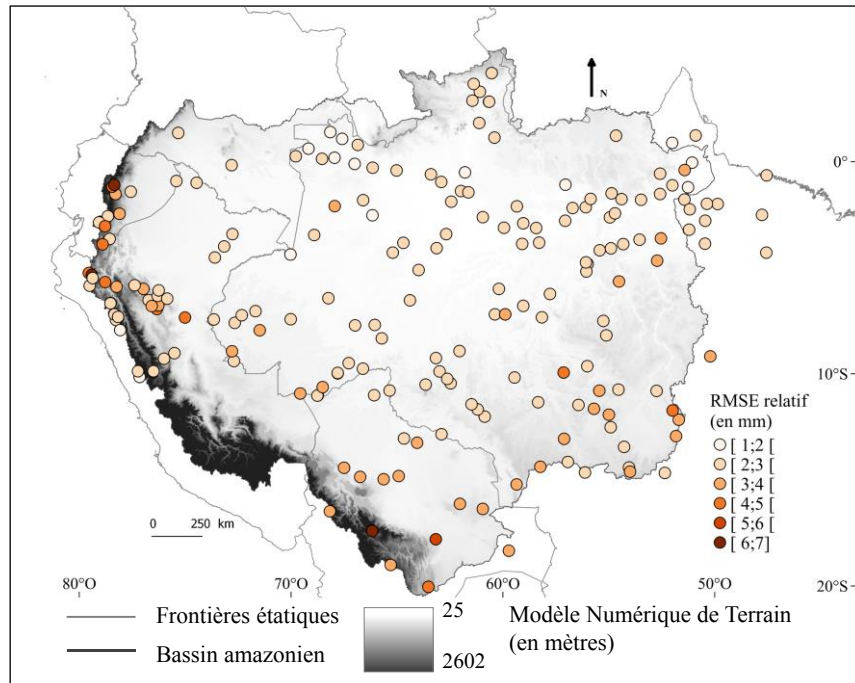 N
0°
10°S
20°S
80°O
70°O
60°O
50°O
0 250 km
RMSE relatif
(en mm)
[ 1;2 [
[ 2;3 [
[ 3;4 [
[ 4;5 [
[ 5;6 [
[ 6;7]
Frontières étatiques
Bassin amazonien
25
2602
Modèle Numérique de Terrain
(en mètres)